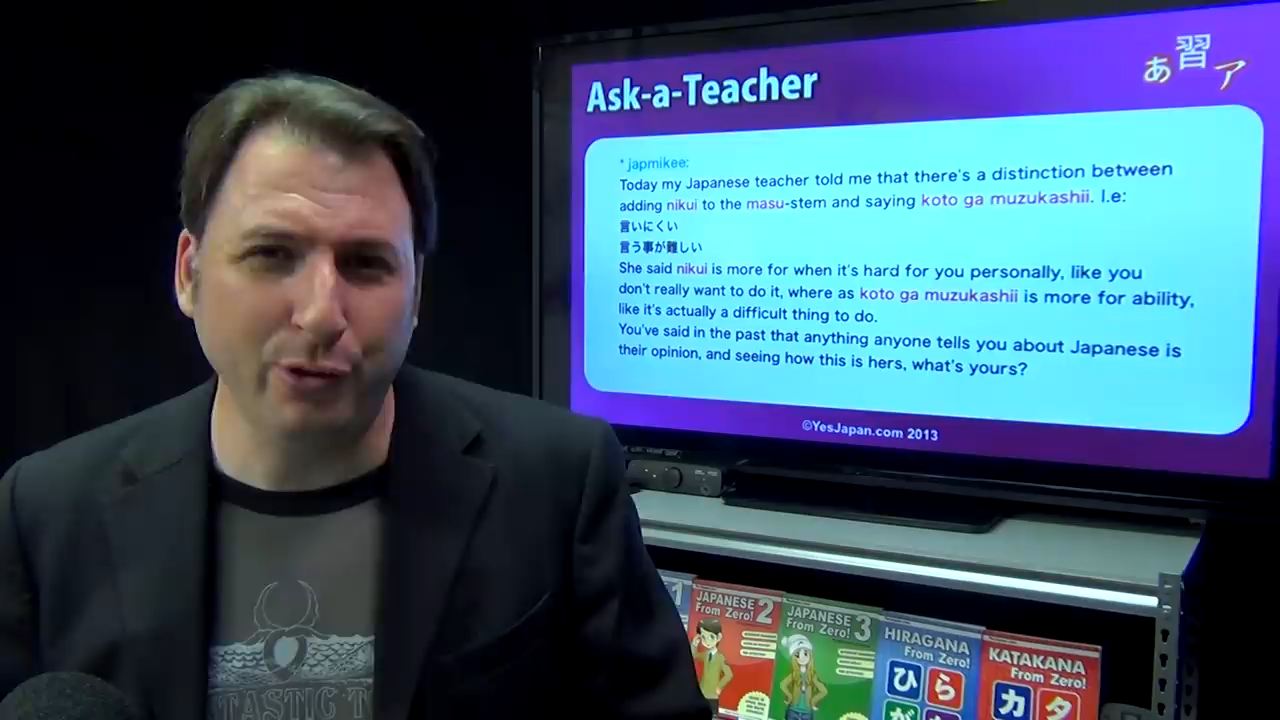 あ習ア
Ask-a-Teacher
* japmikee:
Today my Japanese teacher told me that there's a distinction between
adding nikui to the masu-stem and saying koto ga muzukashii. I.e:
言いにくい
言う事が難しい
She said nikui is more for when it's hard for you personally, like you
don't really want to do it, where as koto ga muzukashii is more for ability,
like it's actually a difficult thing to do.
You've said in the past that anything anyone tells you about Japanese is
their opinion, and seeing how this is hers, what's yours?
©YesJapan.com 2013
1
JAPANESE 2
From Zero!
JAPANESE 3
From Zero!
HIRAGANA
From Zero!
ひら
KATAKANA
From Zero!
カタ
TASTIC T